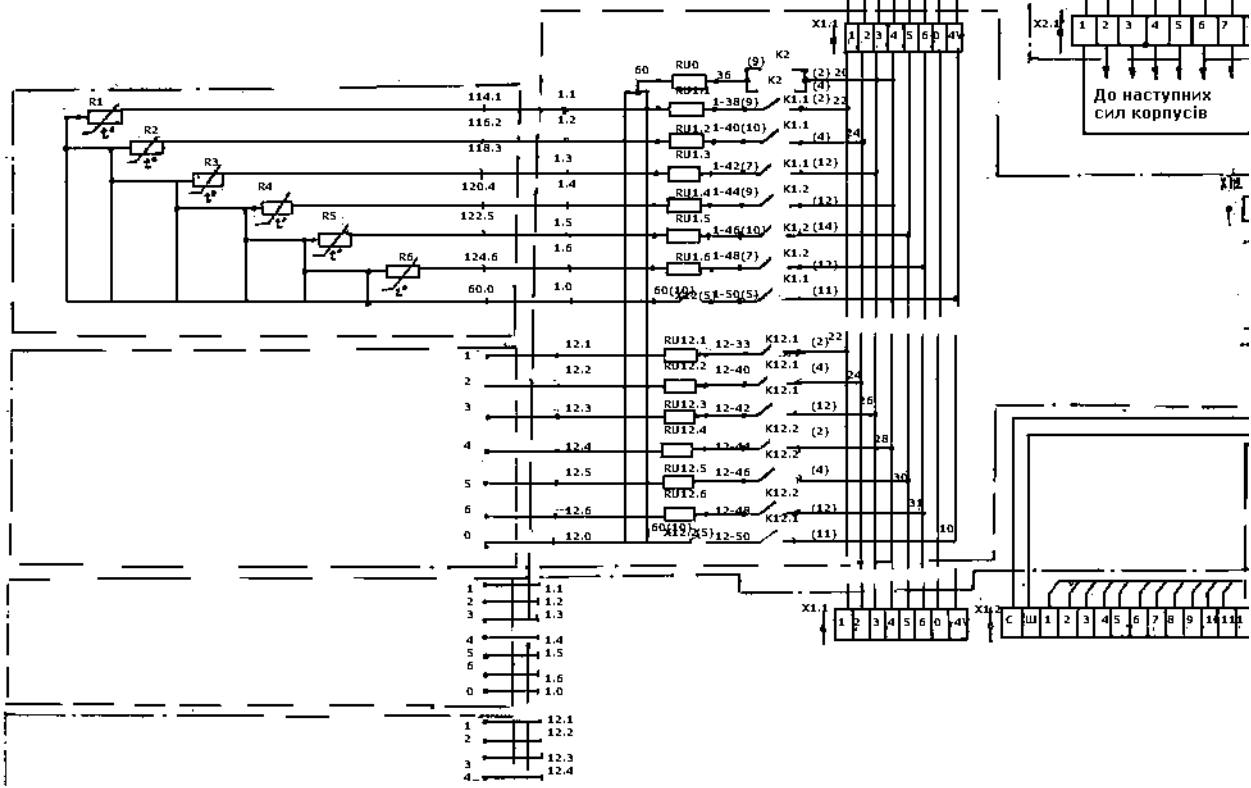 X1.1
1 2 3 4 5 6 0 4V
X2.1
1 2 3 4 5 6 7
До наступних
сил корпусів
60 RU0 36 (9) K2
K2 (2) 20
(4)
R1 114.1 1.1 RU1.1 1-38(9) K1.1 (2) 22
t°
R2 116.2 1.2 RU1.2 1-40(10) K1.1 (4) 24
t°
R3 118.3 1.3 RU1.3 1-42(7) K1.1 (12)
t°
R4 120.4 1.4 RU1.4 1-44(9) K1.2 (12)
t°
R5 122.5 1.5 RU1.5 1-46(10) K1.2 (14)
t°
R6 124.6 1.6 RU1.6 1-48(7) K1.2 (12)
t°
60.0 1.0 60(10) (5) 1-50(5) K1.1 (11)
1 12.1 RU12.1 12-33 K12.1 (2) 22
2 12.2 RU12.2 12-40 K12.1 (4) 24
3 12.3 RU12.3 12-42 K12.1 (12) 26
4 12.4 RU12.4 12-44 K12.2 (2) 28
5 12.5 RU12.5 12-46 K12.2 (4) 30
6 12.6 RU12.6 12-48 K12.2 (12) 31
0 12.0 60(10) (5) 12-50 K12.1 (11) 10
1 1.1
2 1.2
3 1.3
4 1.4
5 1.5
6 1.6
0 1.0
1 12.1
2 12.2
3 12.3
4 12.4
X1.1
1 2 3 4 5 6 0 4V
X1.2
С Ш 1 2 3 4 5 6 7 8 9 10 11